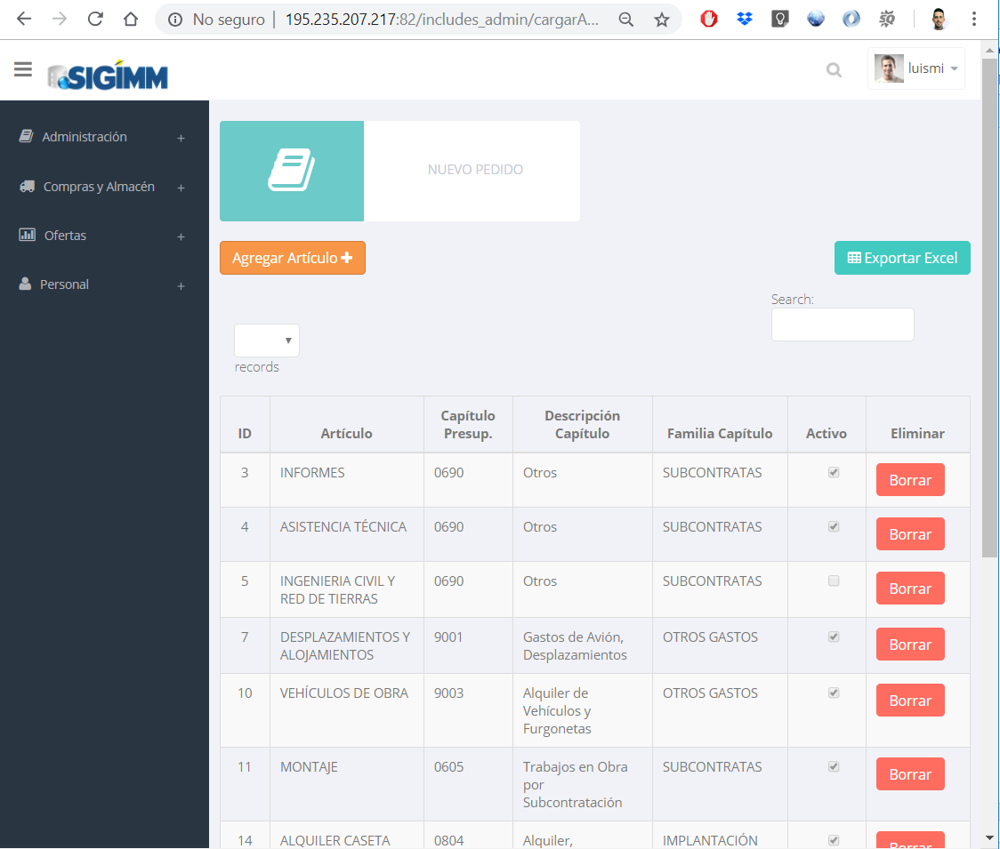 No seguro | 195.235.207.217:82/includes_admin/cargarA...
SIGIMM
luismi
Administración +
Compras y Almacén +
Ofertas +
Personal +
NUEVO PEDIDO
Agregar Artículo +
Exportar Excel
Search:
records
ID Artículo Capítulo Presup. Descripción Capítulo Familia Capítulo Activo Eliminar
3 INFORMES 0690 Otros SUBCONTRATAS Borrar
4 ASISTENCIA TÉCNICA 0690 Otros SUBCONTRATAS Borrar
5 INGENIERIA CIVIL Y RED DE TIERRAS 0690 Otros SUBCONTRATAS Borrar
7 DESPLAZAMIENTOS Y ALOJAMIENTOS 9001 Gastos de Avión, Desplazamientos OTROS GASTOS Borrar
10 VEHÍCULOS DE OBRA 9003 Alquiler de Vehículos y Furgonetas OTROS GASTOS Borrar
11 MONTAJE 0605 Trabajos en Obra por Subcontratación SUBCONTRATAS Borrar
14 ALQUILER CASETA 0804 Alquiler, IMPLANTACIÓN Borrar